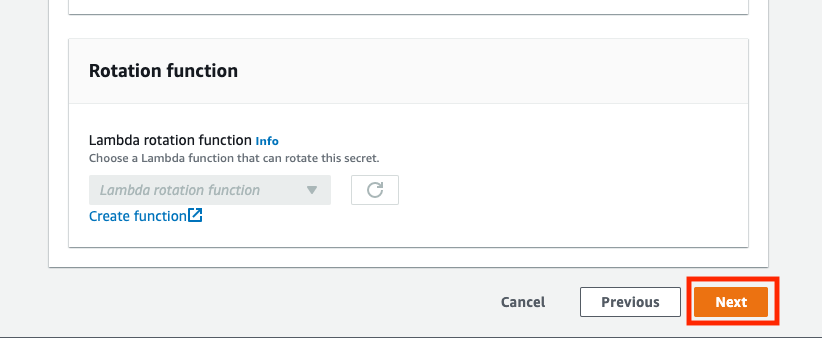 Rotation function
Lambda rotation function Info
Choose a Lambda function that can rotate this secret.
Lambda rotation function
Create function
Cancel
Previous
Next